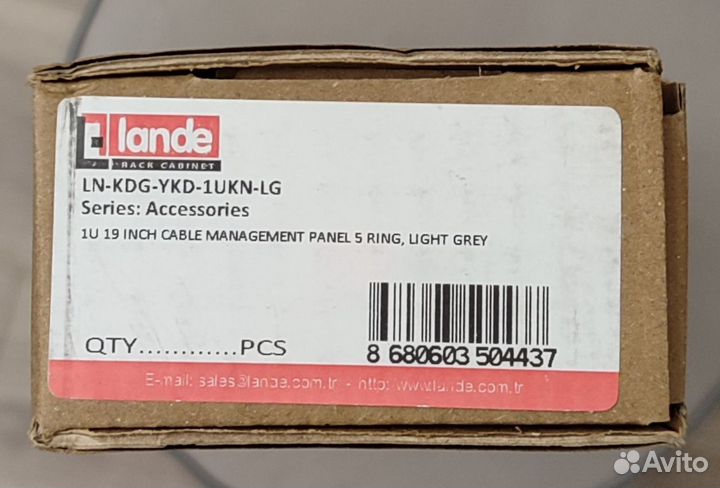 lande
RACK CABINET
LN-KDG-YKD-1UKN-LG
Series: Accessories
1U 19 INCH CABLE MANAGEMENT PANEL 5 RING, LIGHT GREY
QTY............PCS
8 680603 504437
E-mail: sales@lande.com.tr - http: www.lande.com.tr
Avito